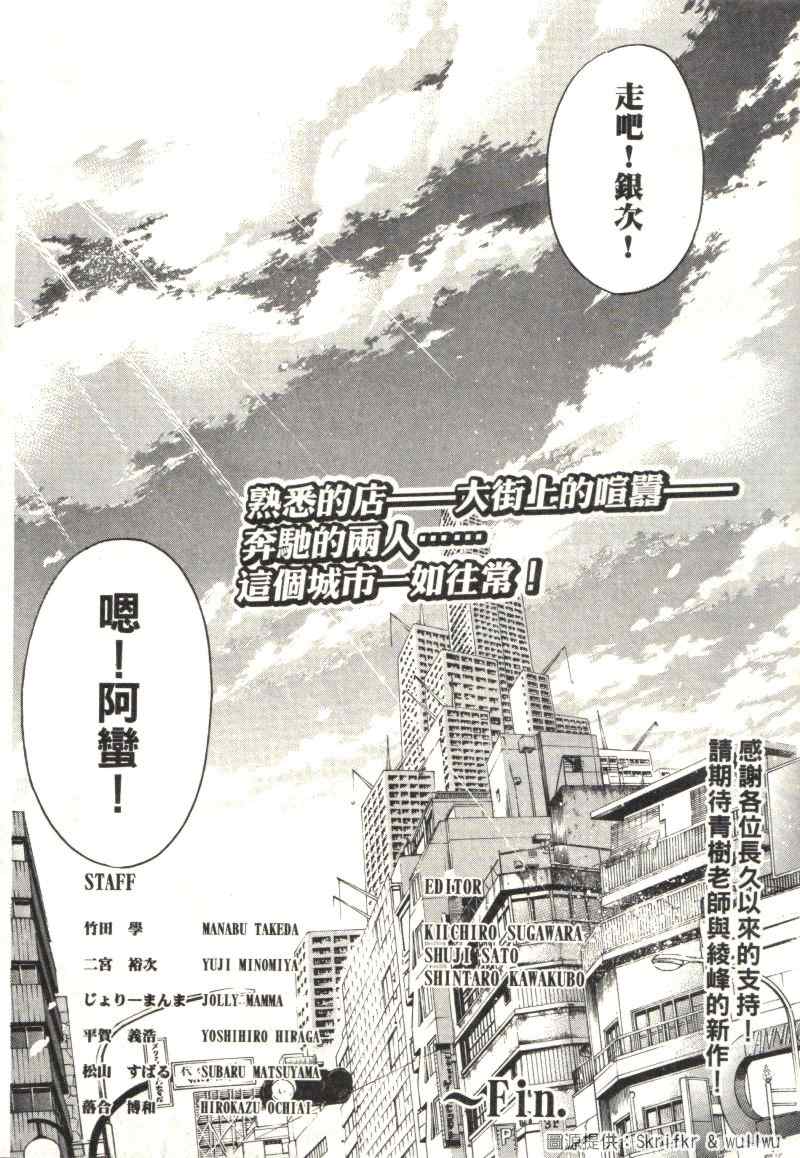 走吧！銀次！
熟悉的店——大街上的喧囂——
奔馳的兩人……
這個城市一如往常！
嗯！阿蠻！
感謝各位長久以來的支持！
請期待青樹老師與綾峰的新作！
STAFF
竹田　學　MANABU TAKEDA
二宮　裕次　YUJI MINOMIYA
じょりーまんま　JOLLY MAMMA
平賀　義浩　YOSHIHIRO HIRAGA
松山　すばる　SUBARU MATSUYAMA
落合　博和　HIROKAZU OCHIAI
EDITOR
KIICHIRO SUGAWARA
SHUJI SATO
SHINTARO KAWAKUBO
～Fin.
P
圖源提供：Skrifkr & wullwu